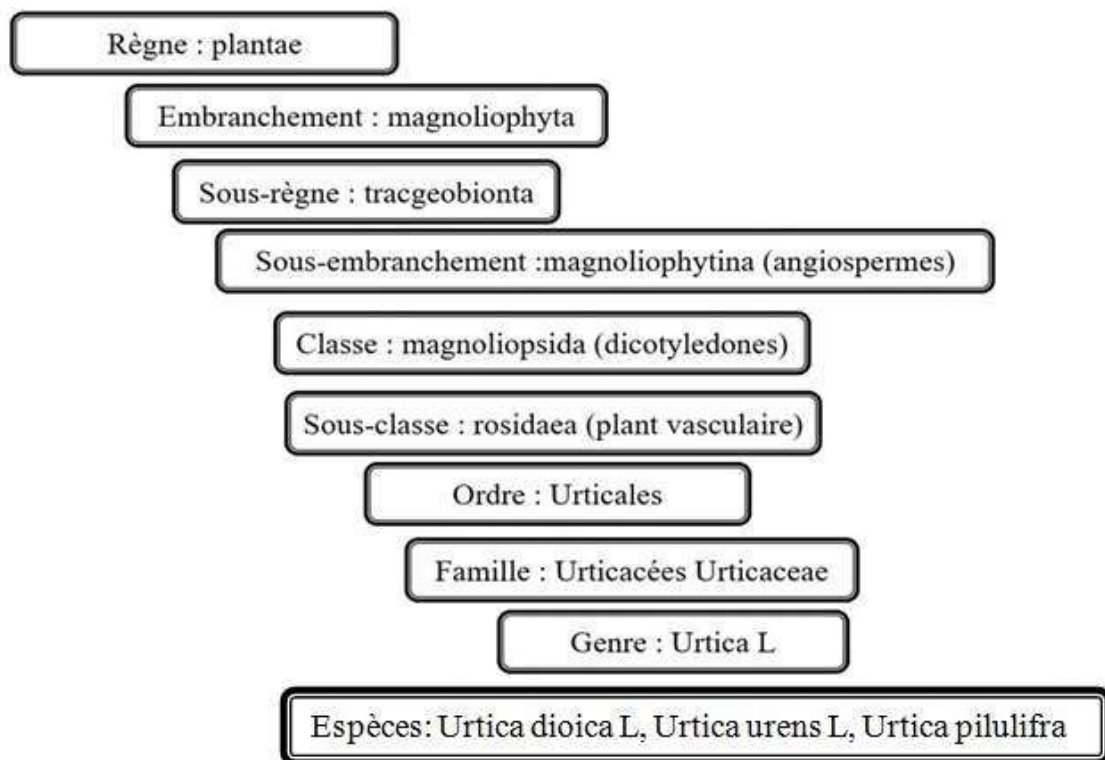 Règne : plantae
Embranchement : magnoliophyta
Sous-règne : tracgeobionta
Sous-embranchement :magnoliophytina (angiospermes)
Classe : magnoliopsida (dicotyledones)
Sous-classe : rosidaea (plant vasculaire)
Ordre : Urticales
Famille : Urticacées Urticaceae
Genre : Urtica L
Espèces: Urtica dioica L, Urtica urens L, Urtica pilulifra